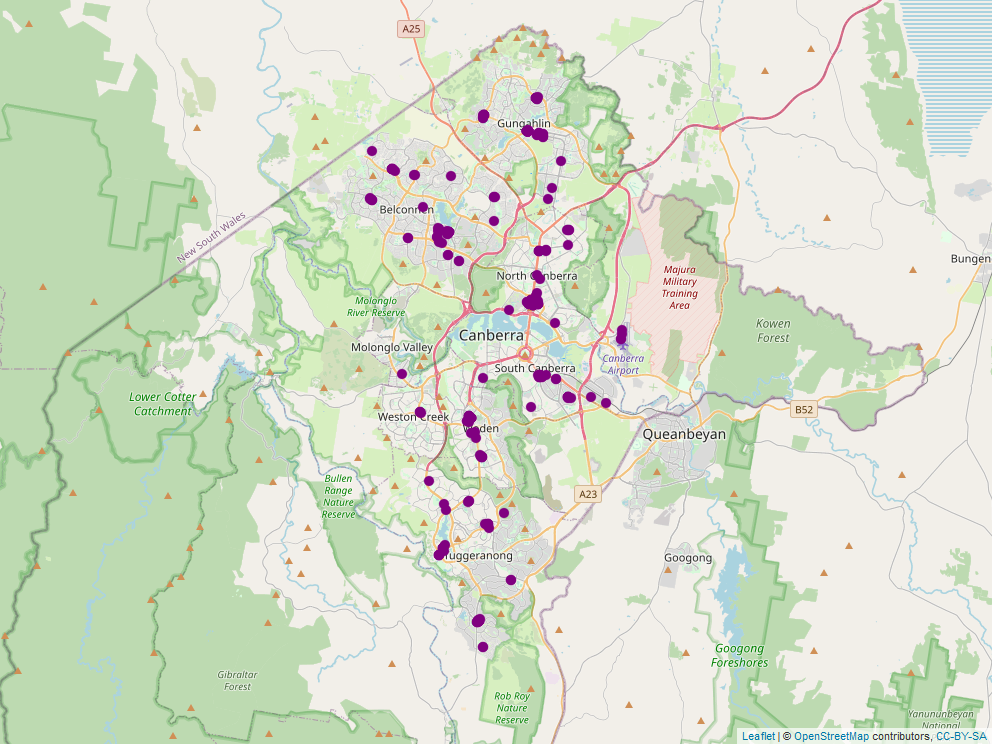 A25
Gungahlin
Belconnen
New South Wales
North Canberra
Majura
Military
Training
Area
Bungen
Molonglo
River Reserve
Kowen
Forest
Canberra
Molonglo Valley
Canberra
Airport
South Canberra
Lower Cotter
Catchment
B52
Weston Creek
Woden
Queanbeyan
Bullen
Range
Nature
Reserve
A23
Tuggeranong
Googong
Googong
Foreshores
Gibraltar
Forest
Rob Roy
Nature
Reserve
Yanununbeyan
National
Leaflet | © OpenStreetMap contributors, CC-BY-SA